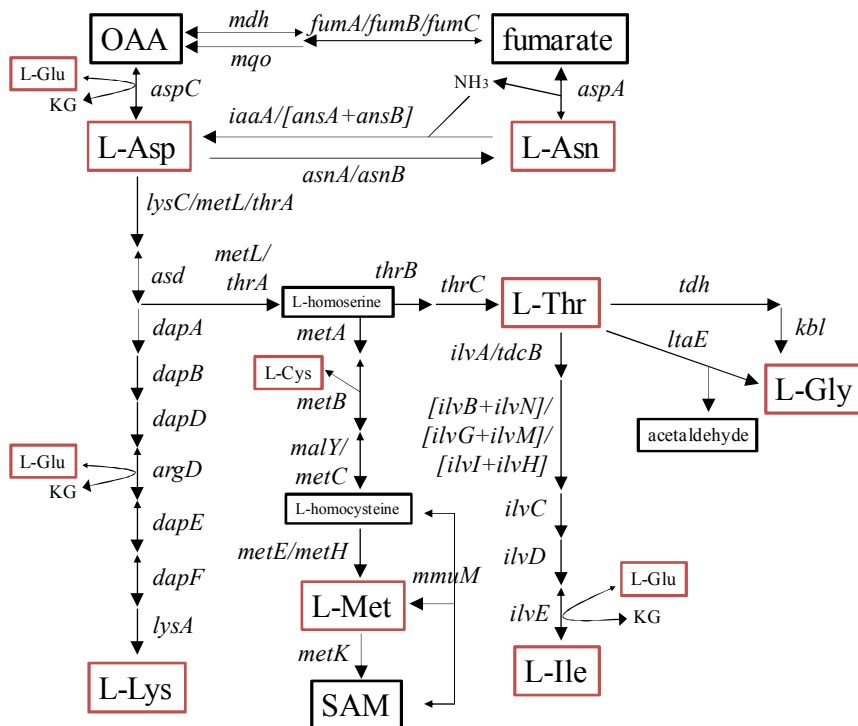 OAA
mdh
mqo
fumA/fumB/fumC
fumarate
L-Glu
KG
aspC
NH3
aspA
iaaA/[ansA+ansB]
L-Asp
L-Asn
asnA/asnB
lysC/metL/thrA
asd
metL/
thrA
L-homoserine
thrB
thrC
L-Thr
tdh
kbl
ltaE
L-Gly
acetaldehyde
dapA
dapB
dapD
L-Glu
KG
argD
dapE
dapF
lysA
L-Lys
metA
L-Cys
metB
malY/
metC
L-homocysteine
metE/metH
mmuM
L-Met
metK
SAM
ilvA/tdcB
[ilvB+ilvN]/
[ilvG+ilvM]/
[ilvI+ilvH]
ilvC
ilvD
ilvE
L-Glu
KG
L-Ile